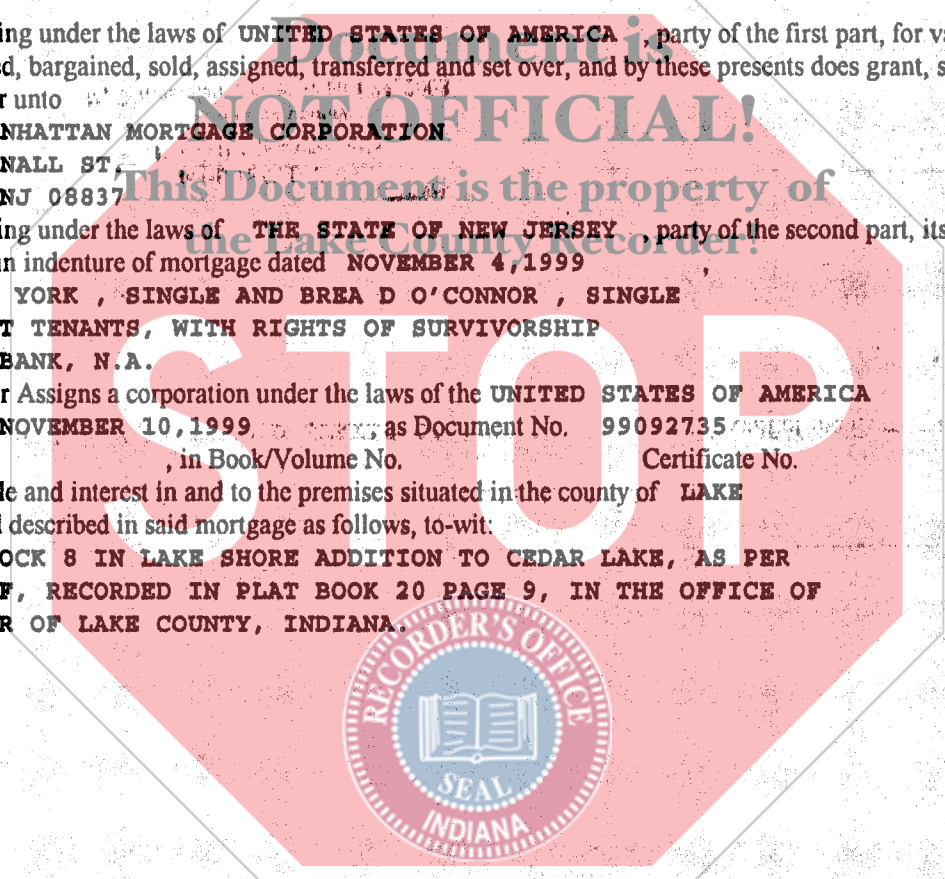 ing under the laws of UNITED STATES OF AMERICA , party of the first part, for va
d, bargained, sold, assigned, transferred and set over, and by these presents does grant, s
r unto
NHATTAN MORTGAGE CORPORATION
NALL ST.
NJ 08837
ing under the laws of THE STATE OF NEW JERSEY , party of the second part, its
n indenture of mortgage dated NOVEMBER 4,1999
YORK , SINGLE AND BREA D O'CONNOR , SINGLE
T TENANTS, WITH RIGHTS OF SURVIVORSHIP
BANK, N.A.
r Assigns a corporation under the laws of the UNITED STATES OF AMERICA
NOVEMBER 10,1999 , as Document No. 99092735
, in Book/Volume No. Certificate No.
le and interest in and to the premises situated in the county of LAKE
d described in said mortgage as follows, to-wit:
OCK 8 IN LAKE SHORE ADDITION TO CEDAR LAKE, AS PER
F, RECORDED IN PLAT BOOK 20 PAGE 9, IN THE OFFICE OF
R OF LAKE COUNTY, INDIANA.
Document is
NOT OFFICIAL!
This Document is the property of
the Lake County Recorder!
STOP
RECORDER'S OFFICE
SEAL
INDIANA